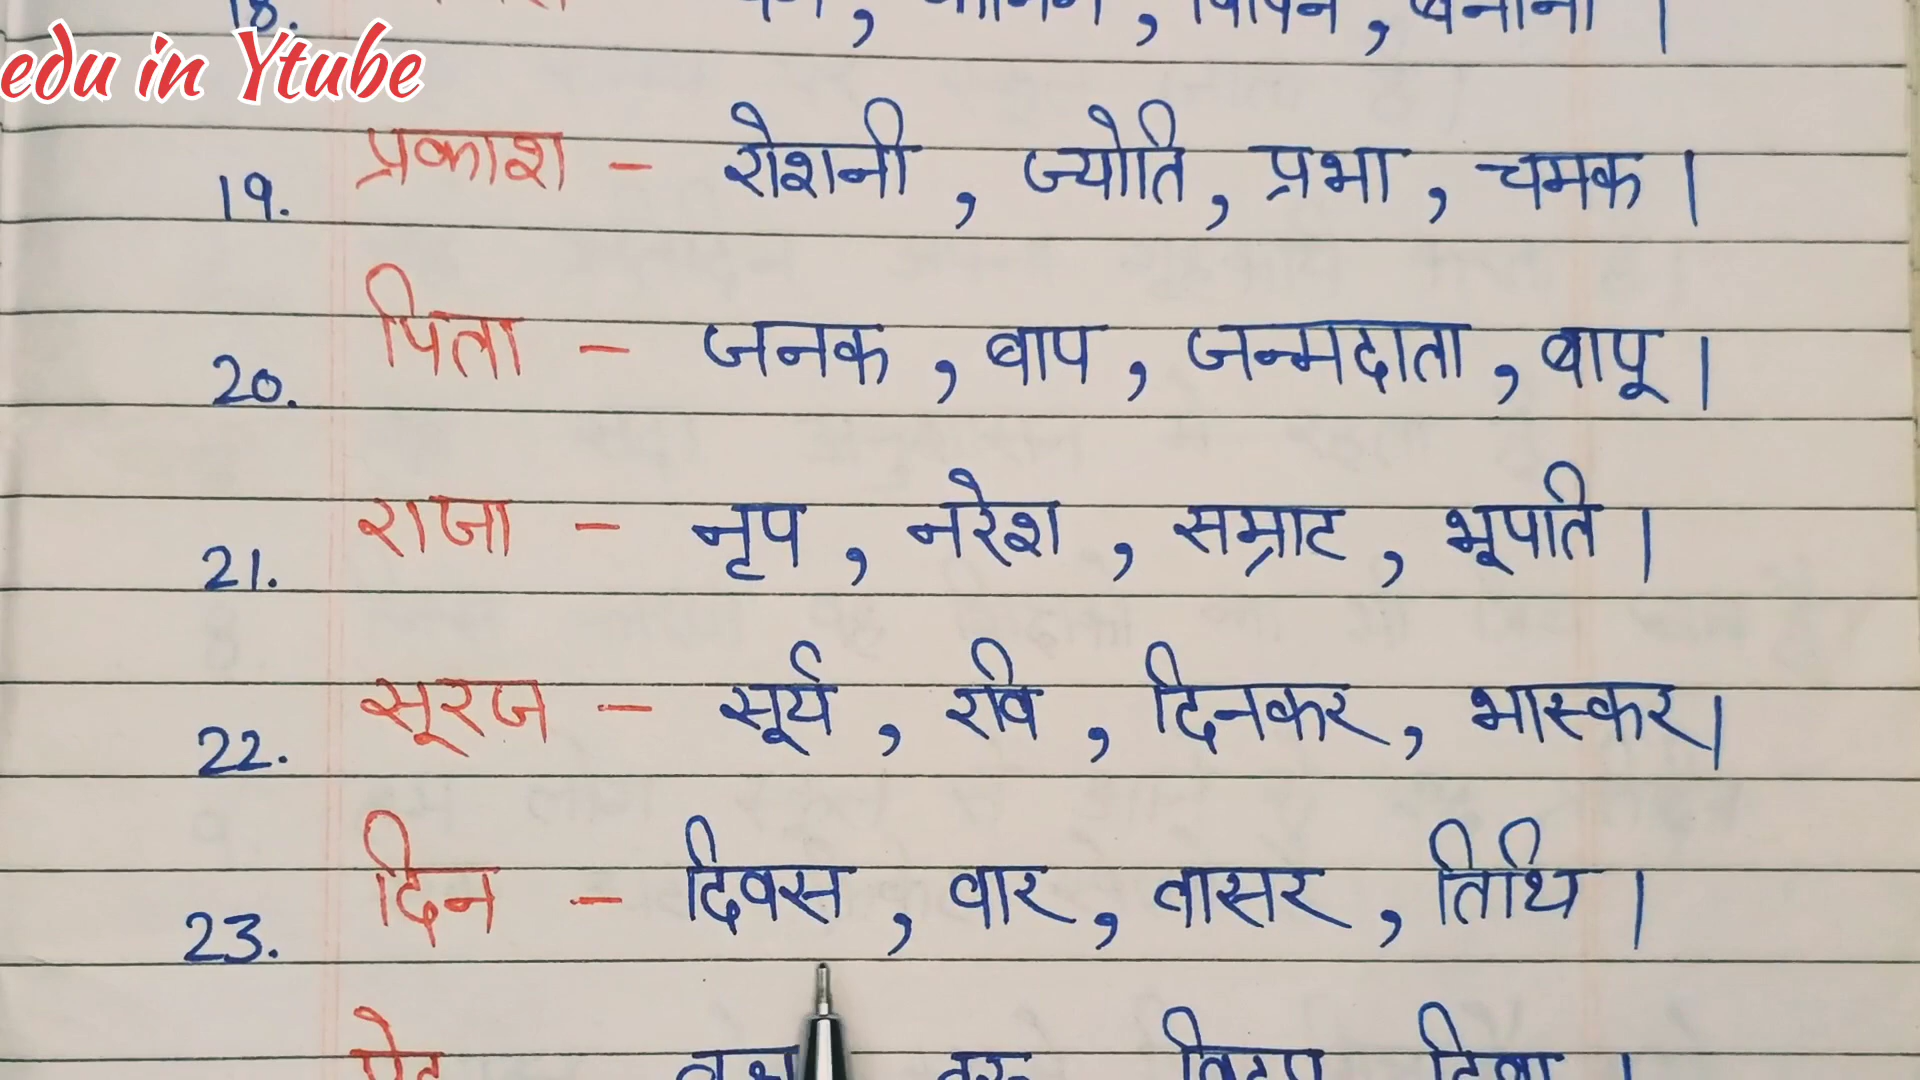 18.
edu in Ytube
19. प्रकाश - रोशनी, ज्योति, प्रभा, चमक।
20. पिता - जनक, बाप, जन्मदाता, बापू।
21. राजा - नृप, नरेश, सम्राट, भूपति।
22. सूरज - सूर्य, रवि, दिनकर, भास्कर।
23. दिन - दिवस, वार, वासर, तिथि।